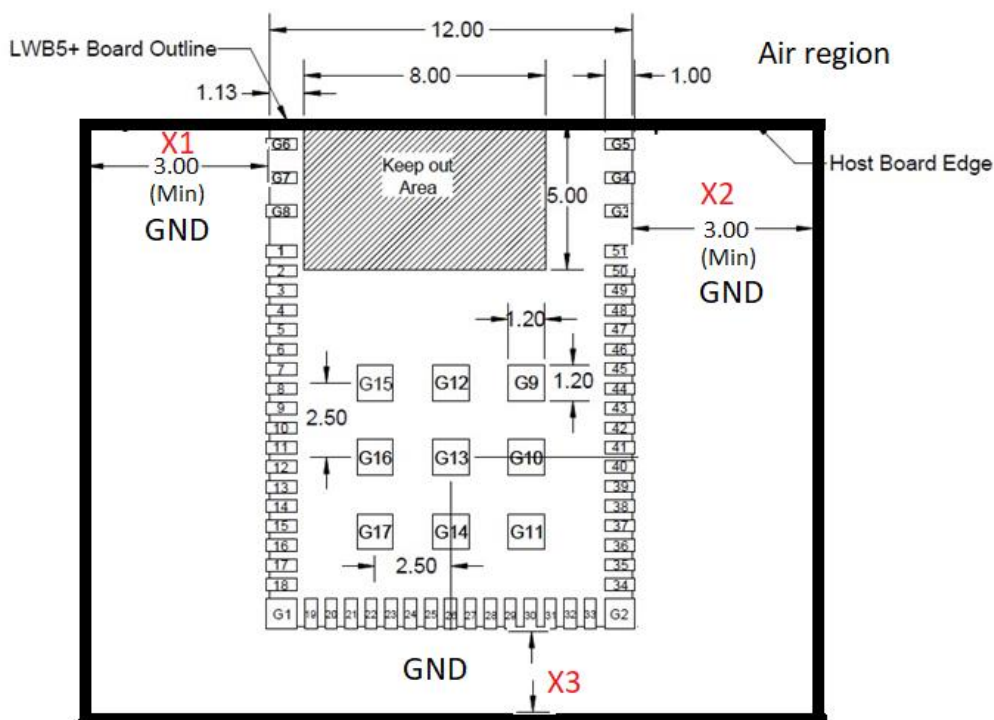 12.00
LWB5+ Board Outline
Air region
8.00
1.00
1.13
X1
3.00
(Min)
GND
G6
G7
G8
Keep out
Area
5.00
G5
G4
G3
Host Board Edge
X2
3.00
(Min)
GND
1
2
3
4
5
6
7
8
9
10
11
12
13
14
15
16
17
18
51
50
49
48
47
46
45
44
43
42
41
40
39
38
37
36
35
34
1.20
1.20
2.50
G15 G12 G9
G16 G13 G10
G17 G14 G11
2.50
G1 19 20 21 22 23 24 25 26 27 28 29 30 31 32 33 G2
GND
X3